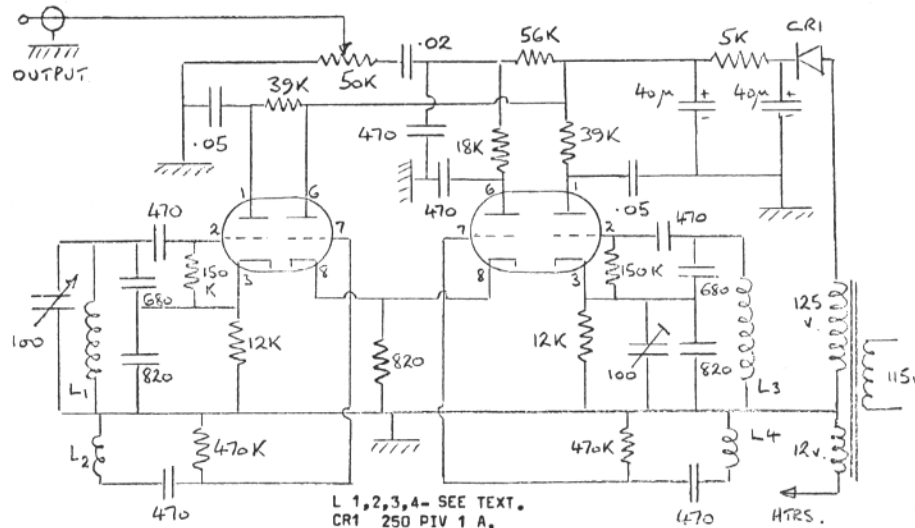 CR1
.02
56K
5K
OUTPUT
50K
39K
40μ
40μ
.05
470
18K
39K
470
.05
1
6
6
1
470
470
2
7
7
2
150
K
680
3
8
8
3
150K
680
125
v.
100
12K
12K
820
820
100
820
L1
L3
115v
470K
470K
L4
L2
12v.
470
470
HTRS.
L 1,2,3,4- SEE TEXT.
CR1 250 PIV 1 A.